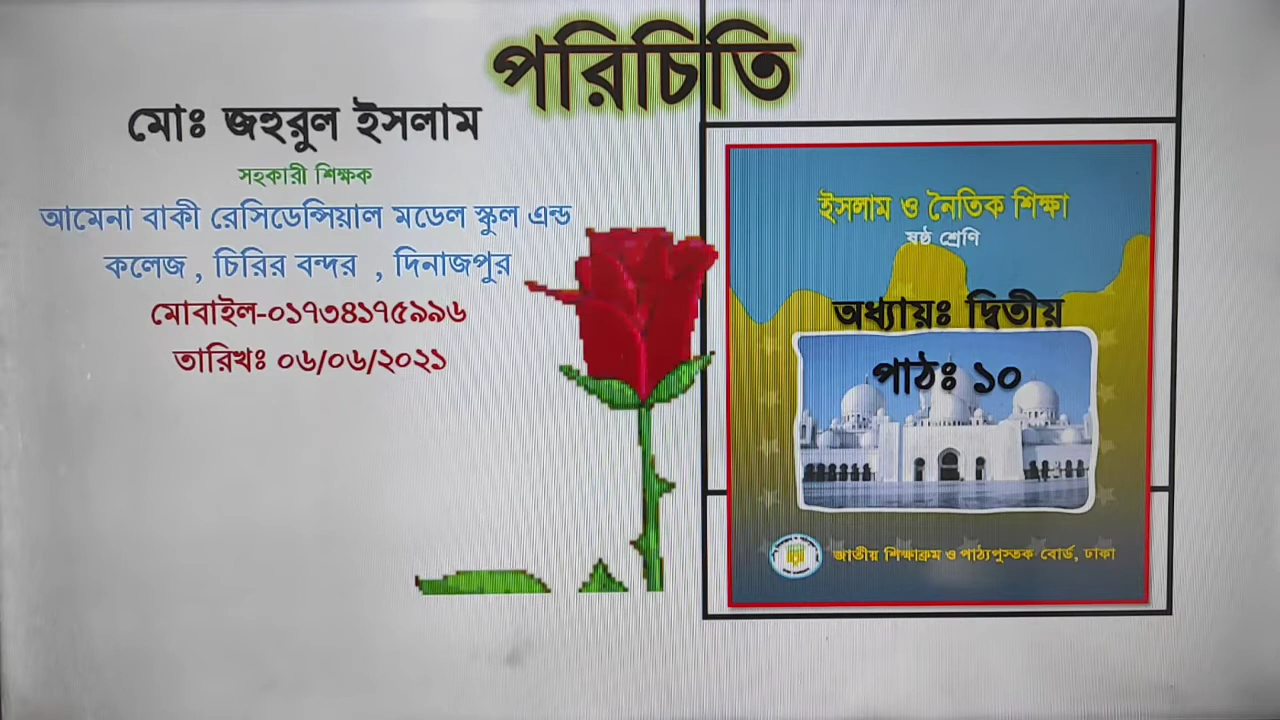 পরিচিতি
মোঃ জহুরুল ইসলাম
সহকারী শিক্ষক
আমেনা বাকী রেসিডেন্সিয়াল মডেল স্কুল এন্ড
কলেজ , চিরির বন্দর , দিনাজপুর
মোবাইল-০১৭৩৪১৭৫৯৯৬
তারিখঃ ০৬/০৬/২০২১
ইসলাম ও নৈতিক শিক্ষা
ষষ্ঠ শ্রেণি
অধ্যায়ঃ দ্বিতীয়
পাঠঃ ১০
জাতীয় শিক্ষাক্রম ও পাঠ্যপুস্তক বোর্ড, ঢাকা